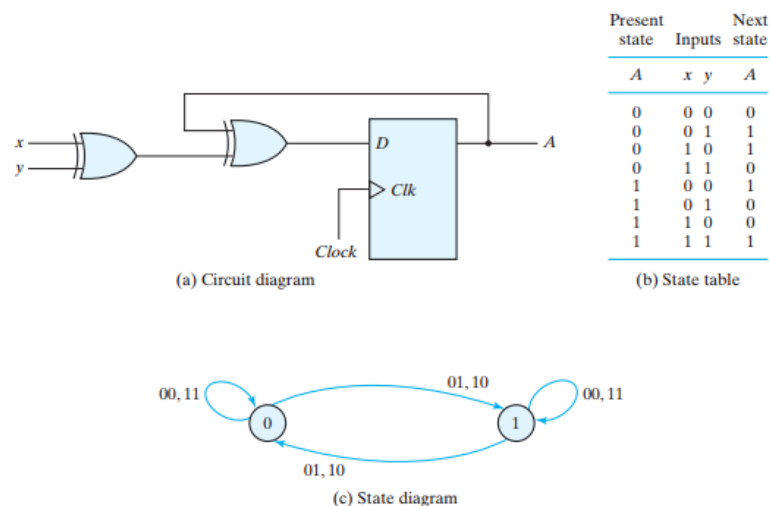 Present Next
state Inputs state
A x y A
0 0 0 0
0 0 1 1
0 1 0 1
0 1 1 0
1 0 0 1
1 0 1 0
1 1 0 0
1 1 1 1
(b) State table
x
y
D
A
Clk
Clock
(a) Circuit diagram
00, 11
01, 10
00, 11
0
1
01, 10
(c) State diagram